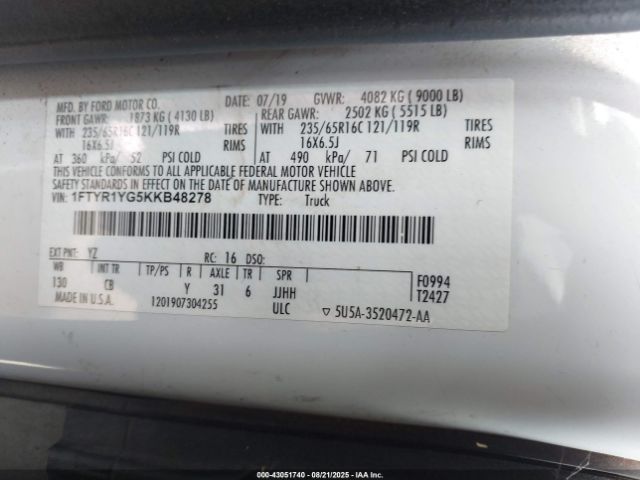 MFD. BY FORD MOTOR CO. DATE: 07/19 GVWR: 4082 KG ( 9000 LB)
FRONT GAWR: 1873 KG ( 4130 LB) REAR GAWR: 2502 KG ( 5515 LB)
WITH 235/65R16C 121/119R TIRES WITH 235/65R16C 121/119R TIRES
16X6.5J RIMS 16X6.5J RIMS
AT 360 kPa/ 52 PSI COLD AT 490 kPa/ 71 PSI COLD
THIS VEHICLE CONFORMS TO ALL APPLICABLE FEDERAL MOTOR VEHICLE
SAFETY STANDARDS IN EFFECT ON THE DATE OF MANUFACTURE SHOWN ABOVE.
VIN: 1FTYR1YG5KKB48278 TYPE: Truck
EXT PNT: YZ RC: 16 DSO:
WB INT TR TP/PS R AXLE TR SPR F0994
130 CB Y 31 6 JJHH T2427
MADE IN U.S.A. 1201907304255 ULC ▽ 5U5A-3520472-AA
000-43051740 - 08/21/2025 - IAA Inc.